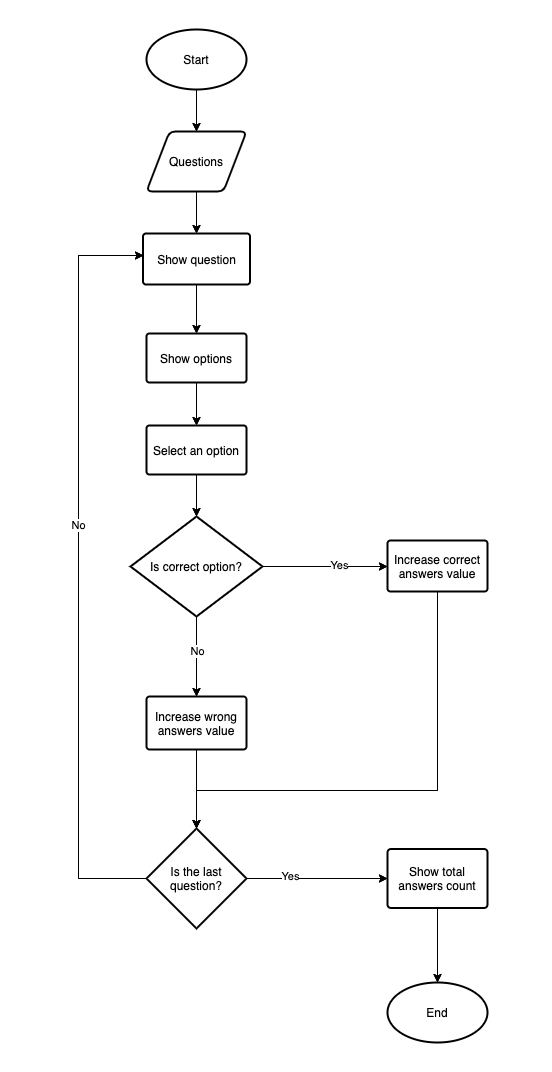 Start
Questions
Show question
Show options
Select an option
No
Is correct option?
Yes
Increase correct
answers value
No
Increase wrong
answers value
Is the last
question?
Yes
Show total
answers count
End